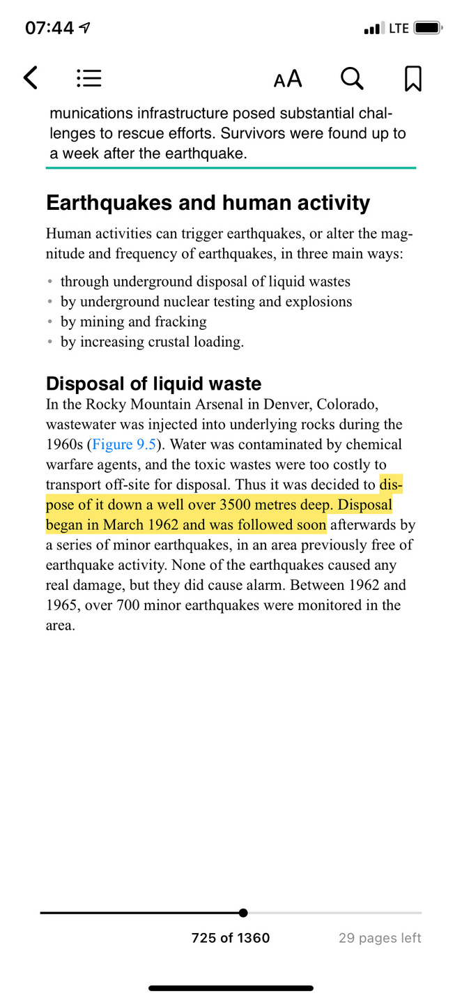 07:44
LTE
AA
munications infrastructure posed substantial chal-
lenges to rescue efforts. Survivors were found up to
a week after the earthquake.
Earthquakes and human activity
Human activities can trigger earthquakes, or alter the mag-
nitude and frequency of earthquakes, in three main ways:
• through underground disposal of liquid wastes
• by underground nuclear testing and explosions
• by mining and fracking
• by increasing crustal loading.
Disposal of liquid waste
In the Rocky Mountain Arsenal in Denver, Colorado,
wastewater was injected into underlying rocks during the
1960s (Figure 9.5). Water was contaminated by chemical
warfare agents, and the toxic wastes were too costly to
transport off-site for disposal. Thus it was decided to dis-
pose of it down a well over 3500 metres deep. Disposal
began in March 1962 and was followed soon afterwards by
a series of minor earthquakes, in an area previously free of
earthquake activity. None of the earthquakes caused any
real damage, but they did cause alarm. Between 1962 and
1965, over 700 minor earthquakes were monitored in the
area.
725 of 1360
29 pages left